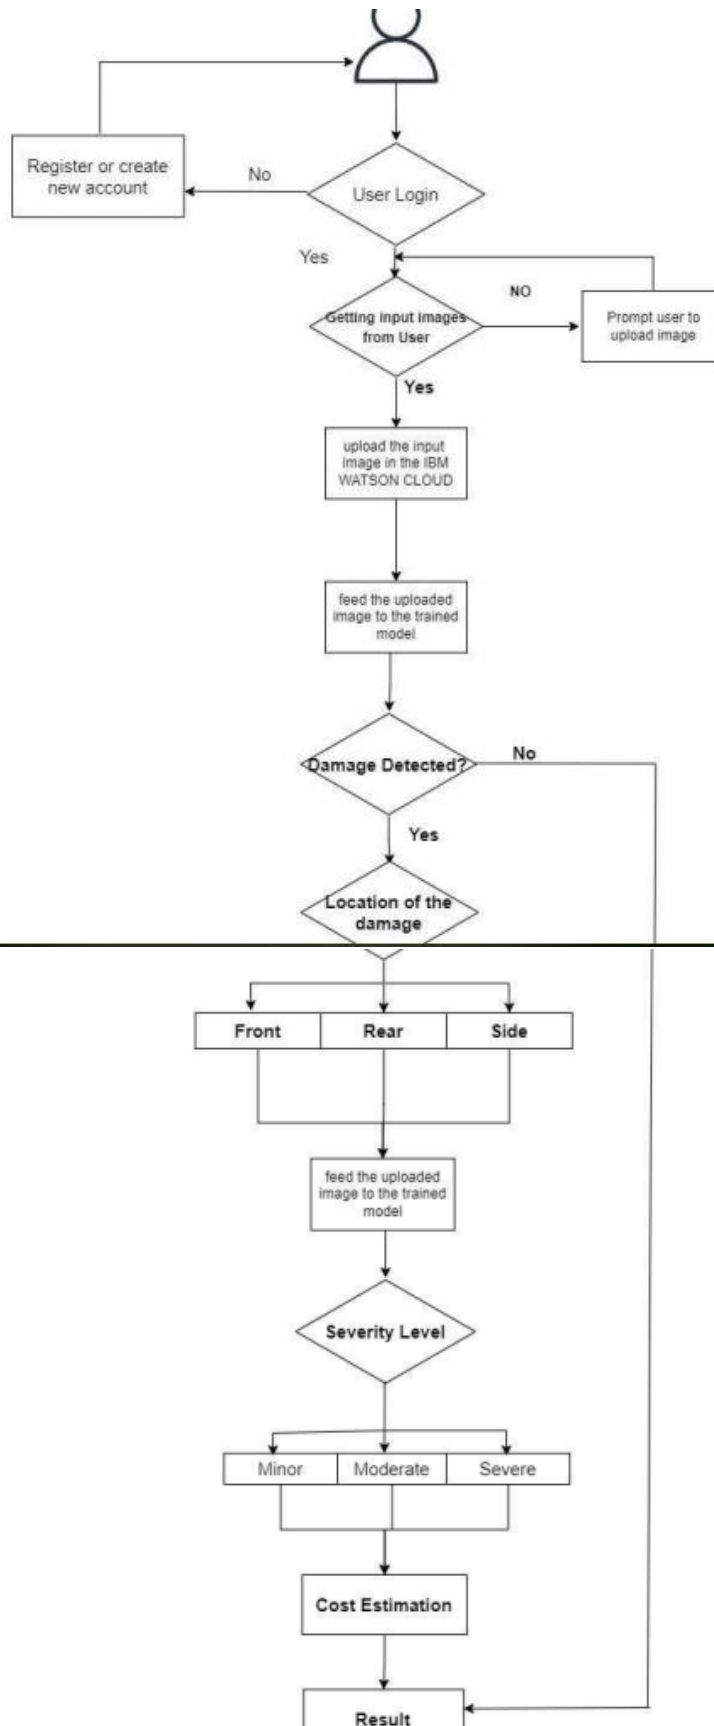 Register or create
new account
No
User Login
Yes
Getting input images
from User
NO
Prompt user to
upload image
Yes
upload the input
image in the IBM
WATSON CLOUD
feed the uploaded
image to the trained
model
Damage Detected?
No
Yes
Location of the
damage
Front
Rear
Side
feed the uploaded
image to the trained
model
Severity Level
Minor
Moderate
Severe
Cost Estimation
Result